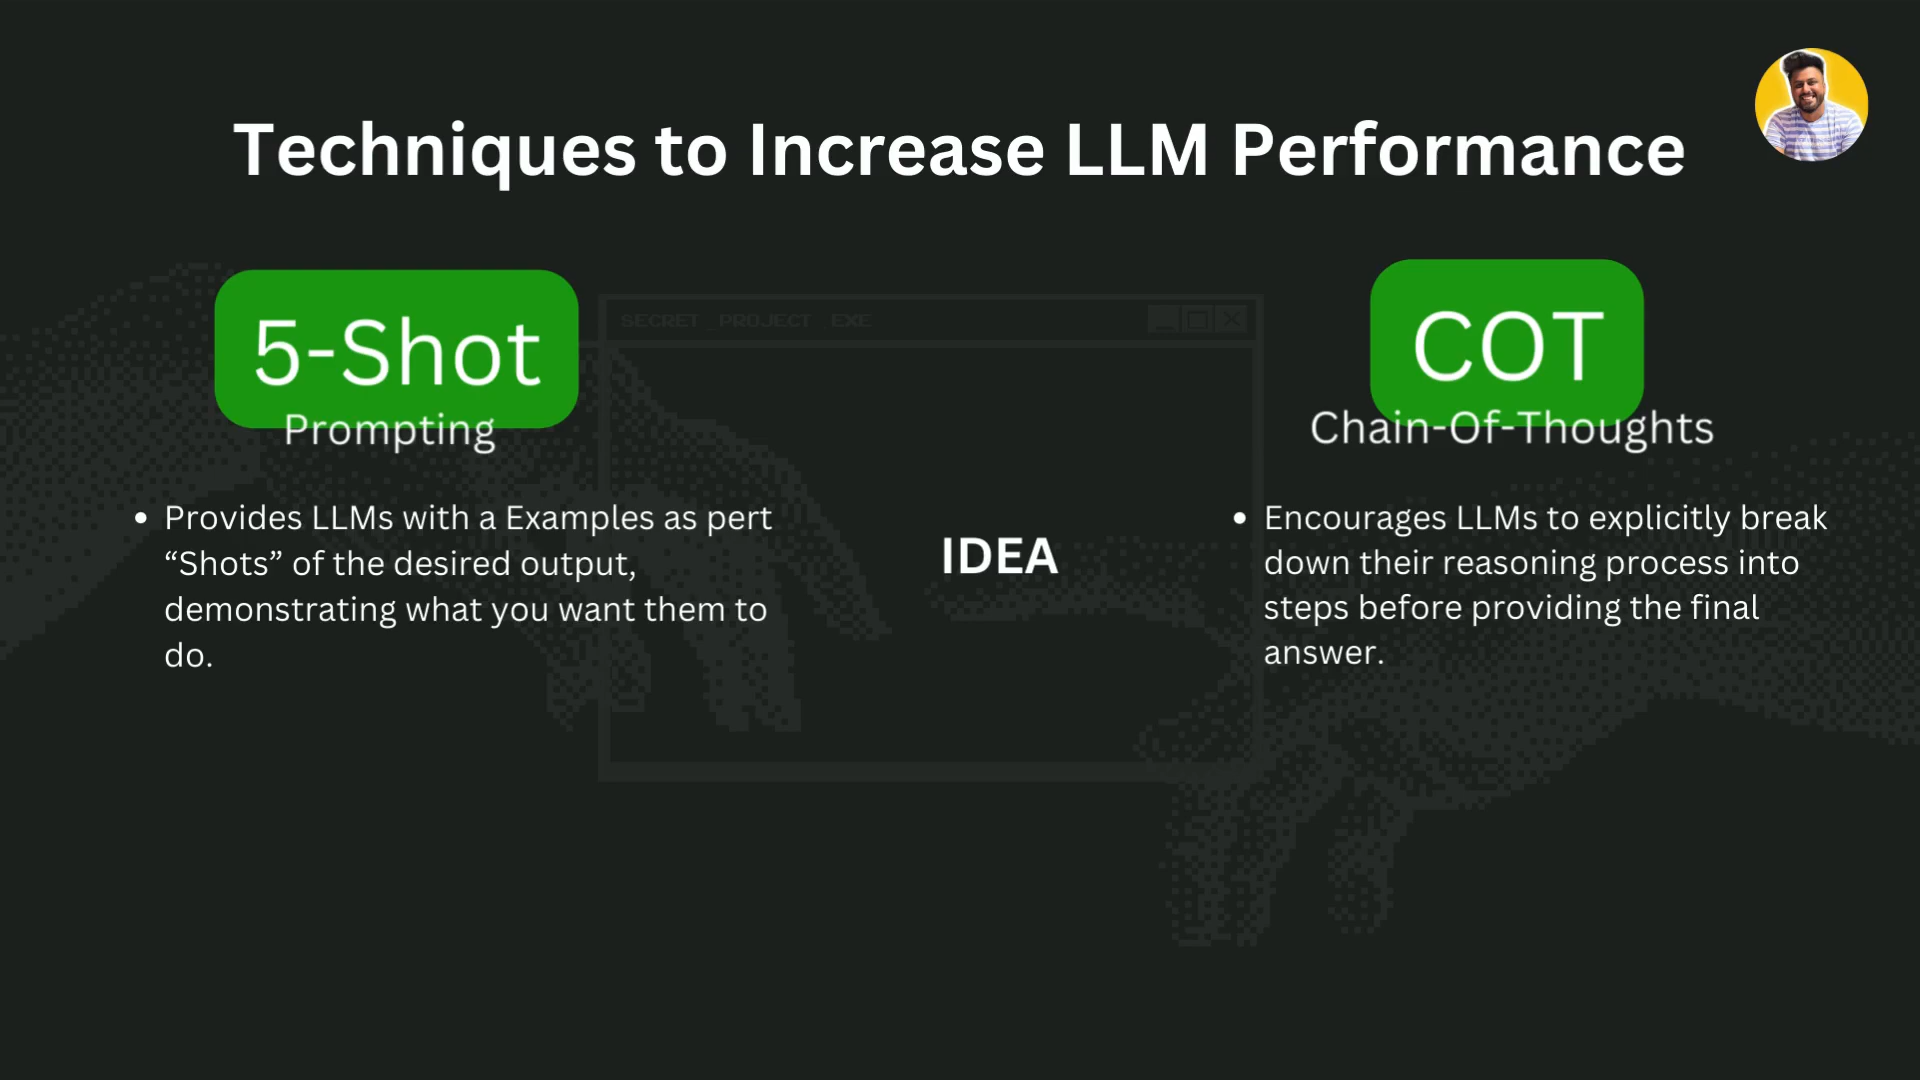 Techniques to Increase LLM Performance
SECRET_PROJECT EXE
5-Shot
Prompting
COT
Chain-Of-Thoughts
Provides LLMs with a Examples as pert
“Shots” of the desired output,
demonstrating what you want them to
do.
IDEA
Encourages LLMs to explicitly break
down their reasoning process into
steps before providing the final
answer.